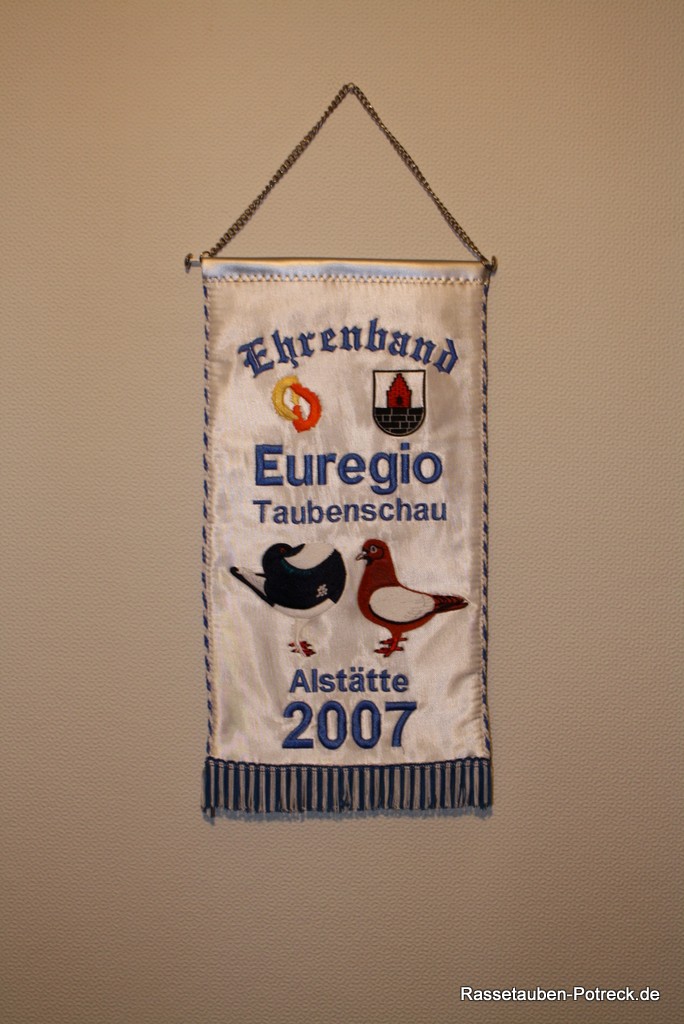 Ehrenband
Euregio
Taubenschau
Alstätte
2007
Rassetauben-Potreck.de